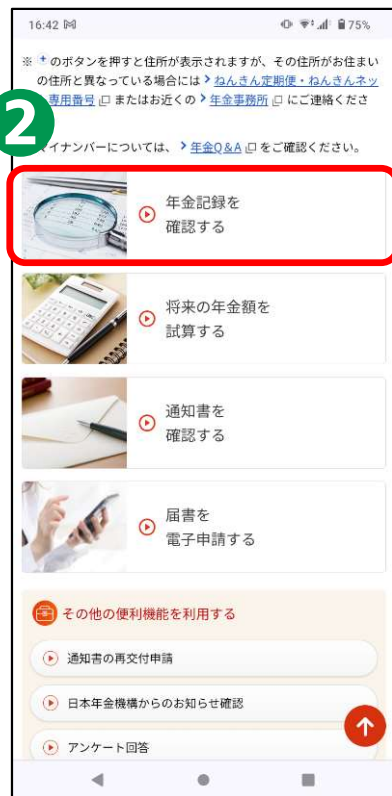 16:42 75%
※ + のボタンを押すと住所が表示されますが、その住所がお住まい
の住所と異なっている場合には ねんきん定期便・ねんきんネッ
専用番号 またはお近くの 年金事務所 にご連絡くださ
2
イナンバーについては、 年金Q&A をご確認ください。
年金記録を
確認する
将来の年金額を
試算する
通知書を
確認する
届書を
電子申請する
その他の便利機能を利用する
通知書の再交付申請
日本年金機構からのお知らせ確認
アンケート回答